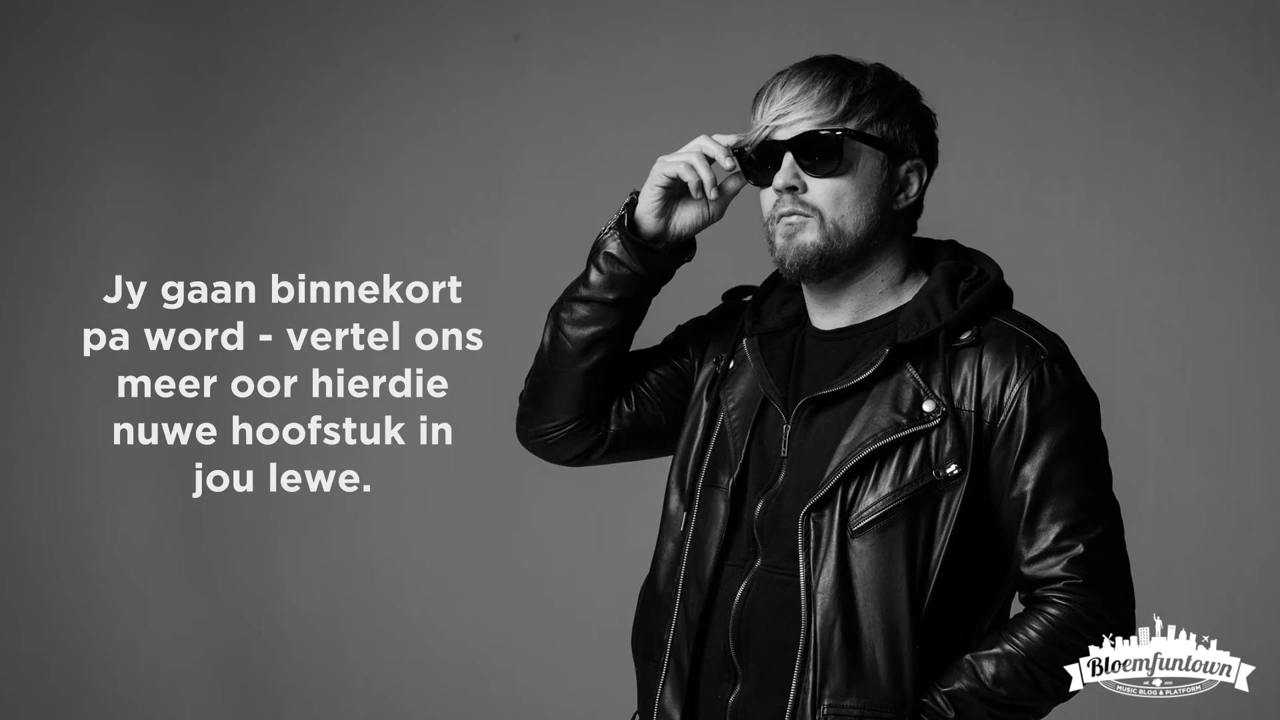 Jy gaan binnekort
pa word - vertel ons
meer oor hierdie
nuwe hoofstuk in
jou lewe.
Bloemfuntown
MUSIC BLOG & PLATFORM